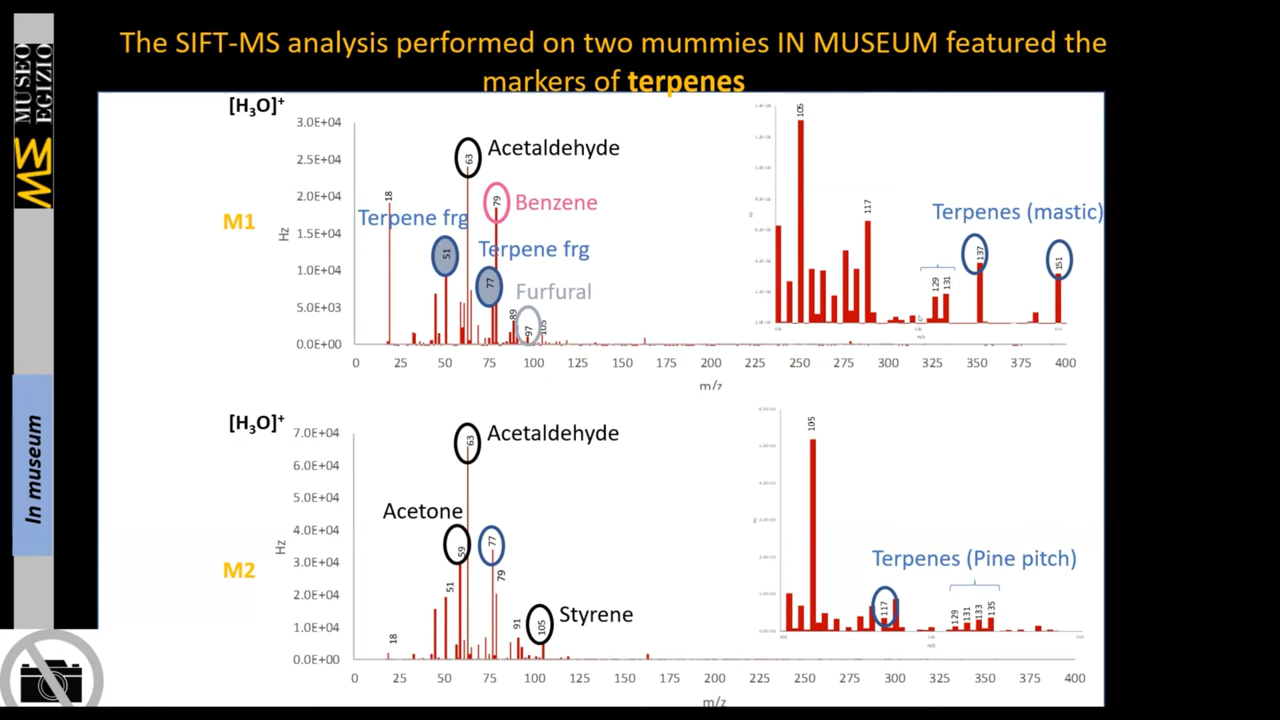 The SIFT-MS analysis performed on two mummies IN MUSEUM featured the
markers of terpenes
MUSEO
EGIZIO
ME
In museum
[H₃O]⁺
M1
Hz
3.0E+04
2.5E+04
2.0E+04
1.5E+04
1.0E+04
5.0E+03
0.0E+00
0 25 50 75 100 125 150 175 200 225 250 275 300 325 350 375 400
m/z
18
Terpene frg
51
63
Acetaldehyde
79
Benzene
77
Terpene frg
Furfural
89
97
105
105
117
129
131
137
151
Terpenes (mastic)
[H₃O]⁺
M2
Hz
7.0E+04
6.0E+04
5.0E+04
4.0E+04
3.0E+04
2.0E+04
1.0E+04
0.0E+00
0 25 50 75 100 125 150 175 200 225 250 275 300 325 350 375 400
m/z
18
51
Acetone
59
63
Acetaldehyde
77
79
91
105
Styrene
105
117
129
131
133
135
Terpenes (Pine pitch)